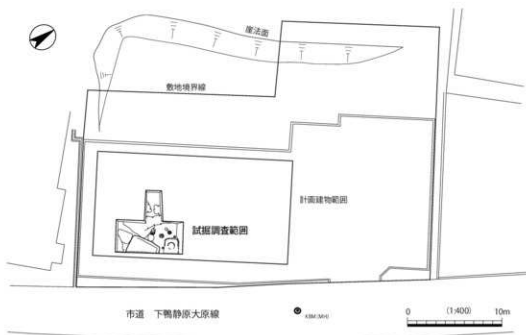 崖法面
敷地境界線
計画建物範囲
試掘調査範囲
市道 下鴨静原大原線
KBM(MH)
0 (1:400) 10m